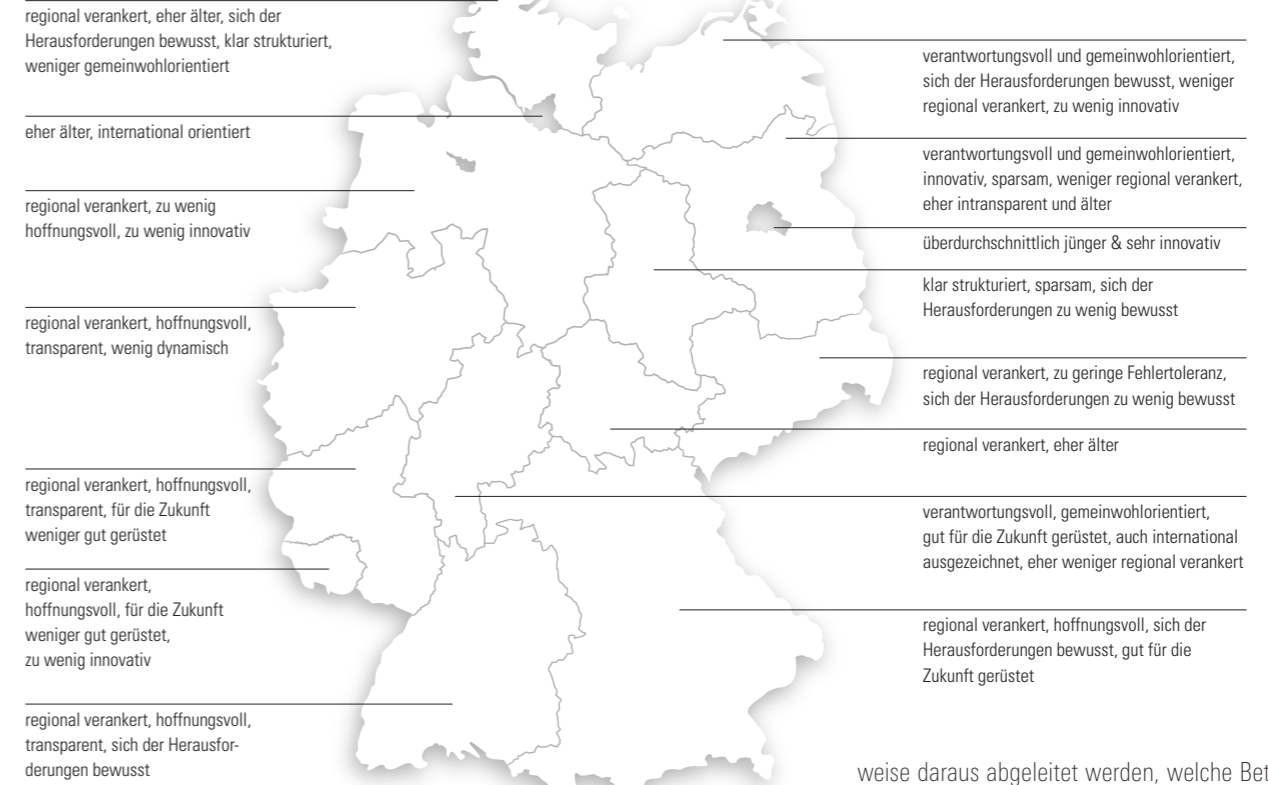 regional verankert, eher älter, sich der
Herausforderungen bewusst, klar strukturiert,
weniger gemeinwohlorientiert
eher älter, international orientiert
regional verankert, zu wenig
hoffnungsvoll, zu wenig innovativ
regional verankert, hoffnungsvoll,
transparent, wenig dynamisch
regional verankert, hoffnungsvoll,
transparent, für die Zukunft
weniger gut gerüstet
regional verankert,
hoffnungsvoll, für die Zukunft
weniger gut gerüstet,
zu wenig innovativ
regional verankert, hoffnungsvoll,
transparent, sich der Herausfor-
derungen bewusst
verantwortungsvoll und gemeinwohlorientiert,
sich der Herausforderungen bewusst, weniger
regional verankert, zu wenig innovativ
verantwortungsvoll und gemeinwohlorientiert,
innovativ, sparsam, weniger regional verankert,
eher intransparent und älter
überdurchschnittlich jünger & sehr innovativ
klar strukturiert, sparsam, sich der
Herausforderungen zu wenig bewusst
regional verankert, zu geringe Fehlertoleranz,
sich der Herausforderungen zu wenig bewusst
regional verankert, eher älter
verantwortungsvoll, gemeinwohlorientiert,
gut für die Zukunft gerüstet, auch international
ausgezeichnet, eher weniger regional verankert
regional verankert, hoffnungsvoll, sich der
Herausforderungen bewusst, gut für die
Zukunft gerüstet
weise daraus abgeleitet werden, welche Bet